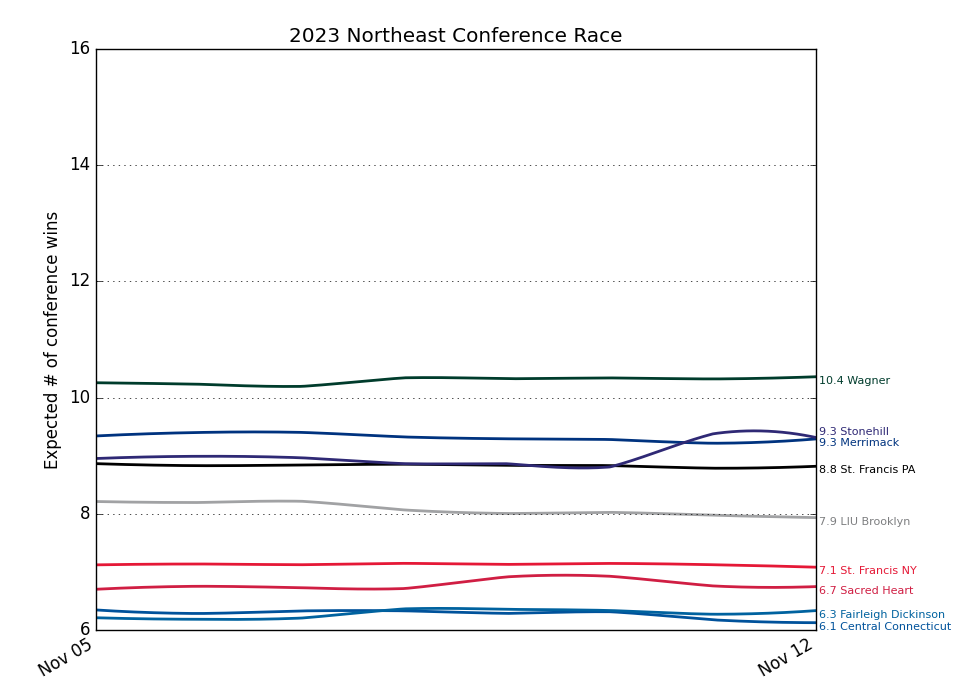 2023 Northeast Conference Race
16
14
12
10
8
6
Expected # of conference wins
10.4 Wagner
9.3 Stonehill
9.3 Merrimack
8.8 St. Francis PA
7.9 LIU Brooklyn
7.1 St. Francis NY
6.7 Sacred Heart
6.3 Fairleigh Dickinson
6.1 Central Connecticut
Nov 05
Nov 12